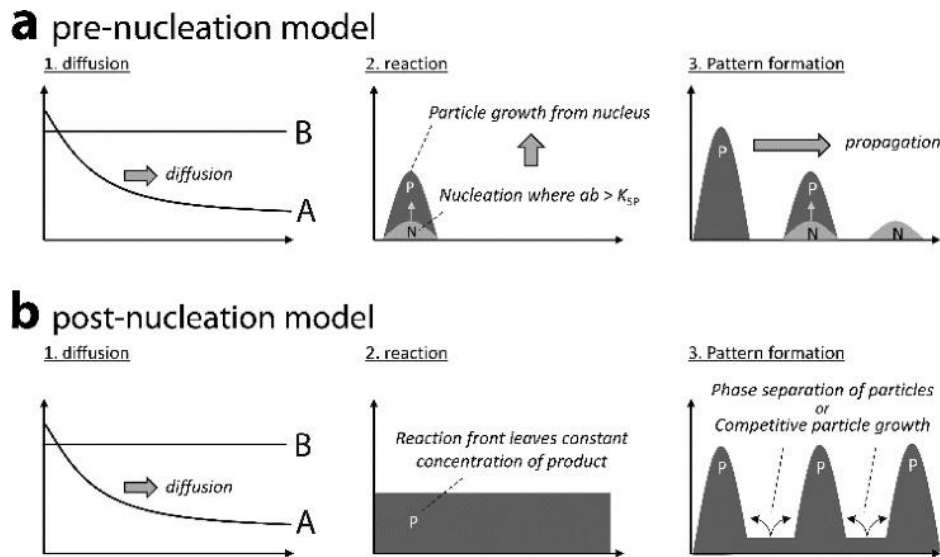 a pre-nucleation model
1. diffusion
2. reaction
3. Pattern formation
B
diffusion
A
Particle growth from nucleus
P
Nucleation where ab > K_SP
N
P
propagation
P
N
N
b post-nucleation model
1. diffusion
2. reaction
3. Pattern formation
B
diffusion
A
Reaction front leaves constant
concentration of product
P
Phase separation of particles
or
Competitive particle growth
P
P
P